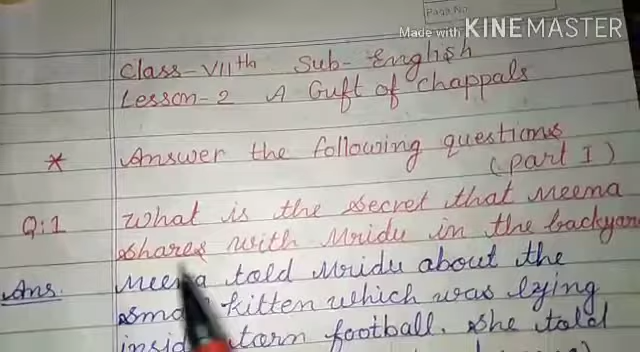 Page No.
Made with KINEMASTER
Class-VIIth Sub-English
Lesson-2 A Guft of chappals
* Answer the following questions
(Part I)
Q:1 What is the secret that Meena
shares with Mridu in the backyard
Ans. Meena told Mridu about the
small kitten which was lying
inside torn football. She told